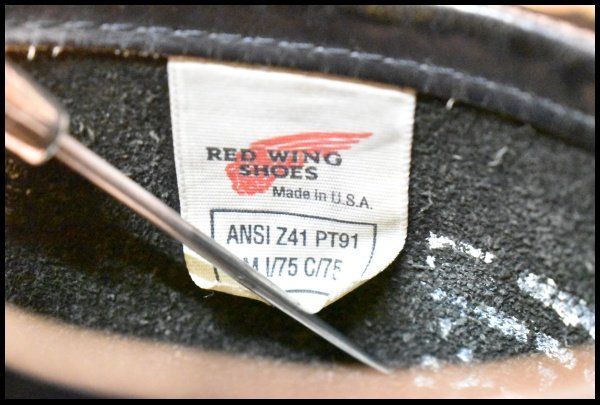 RED WING
SHOES
Made in U.S.A.
ANSI Z41 PT91
M I/75 C/75